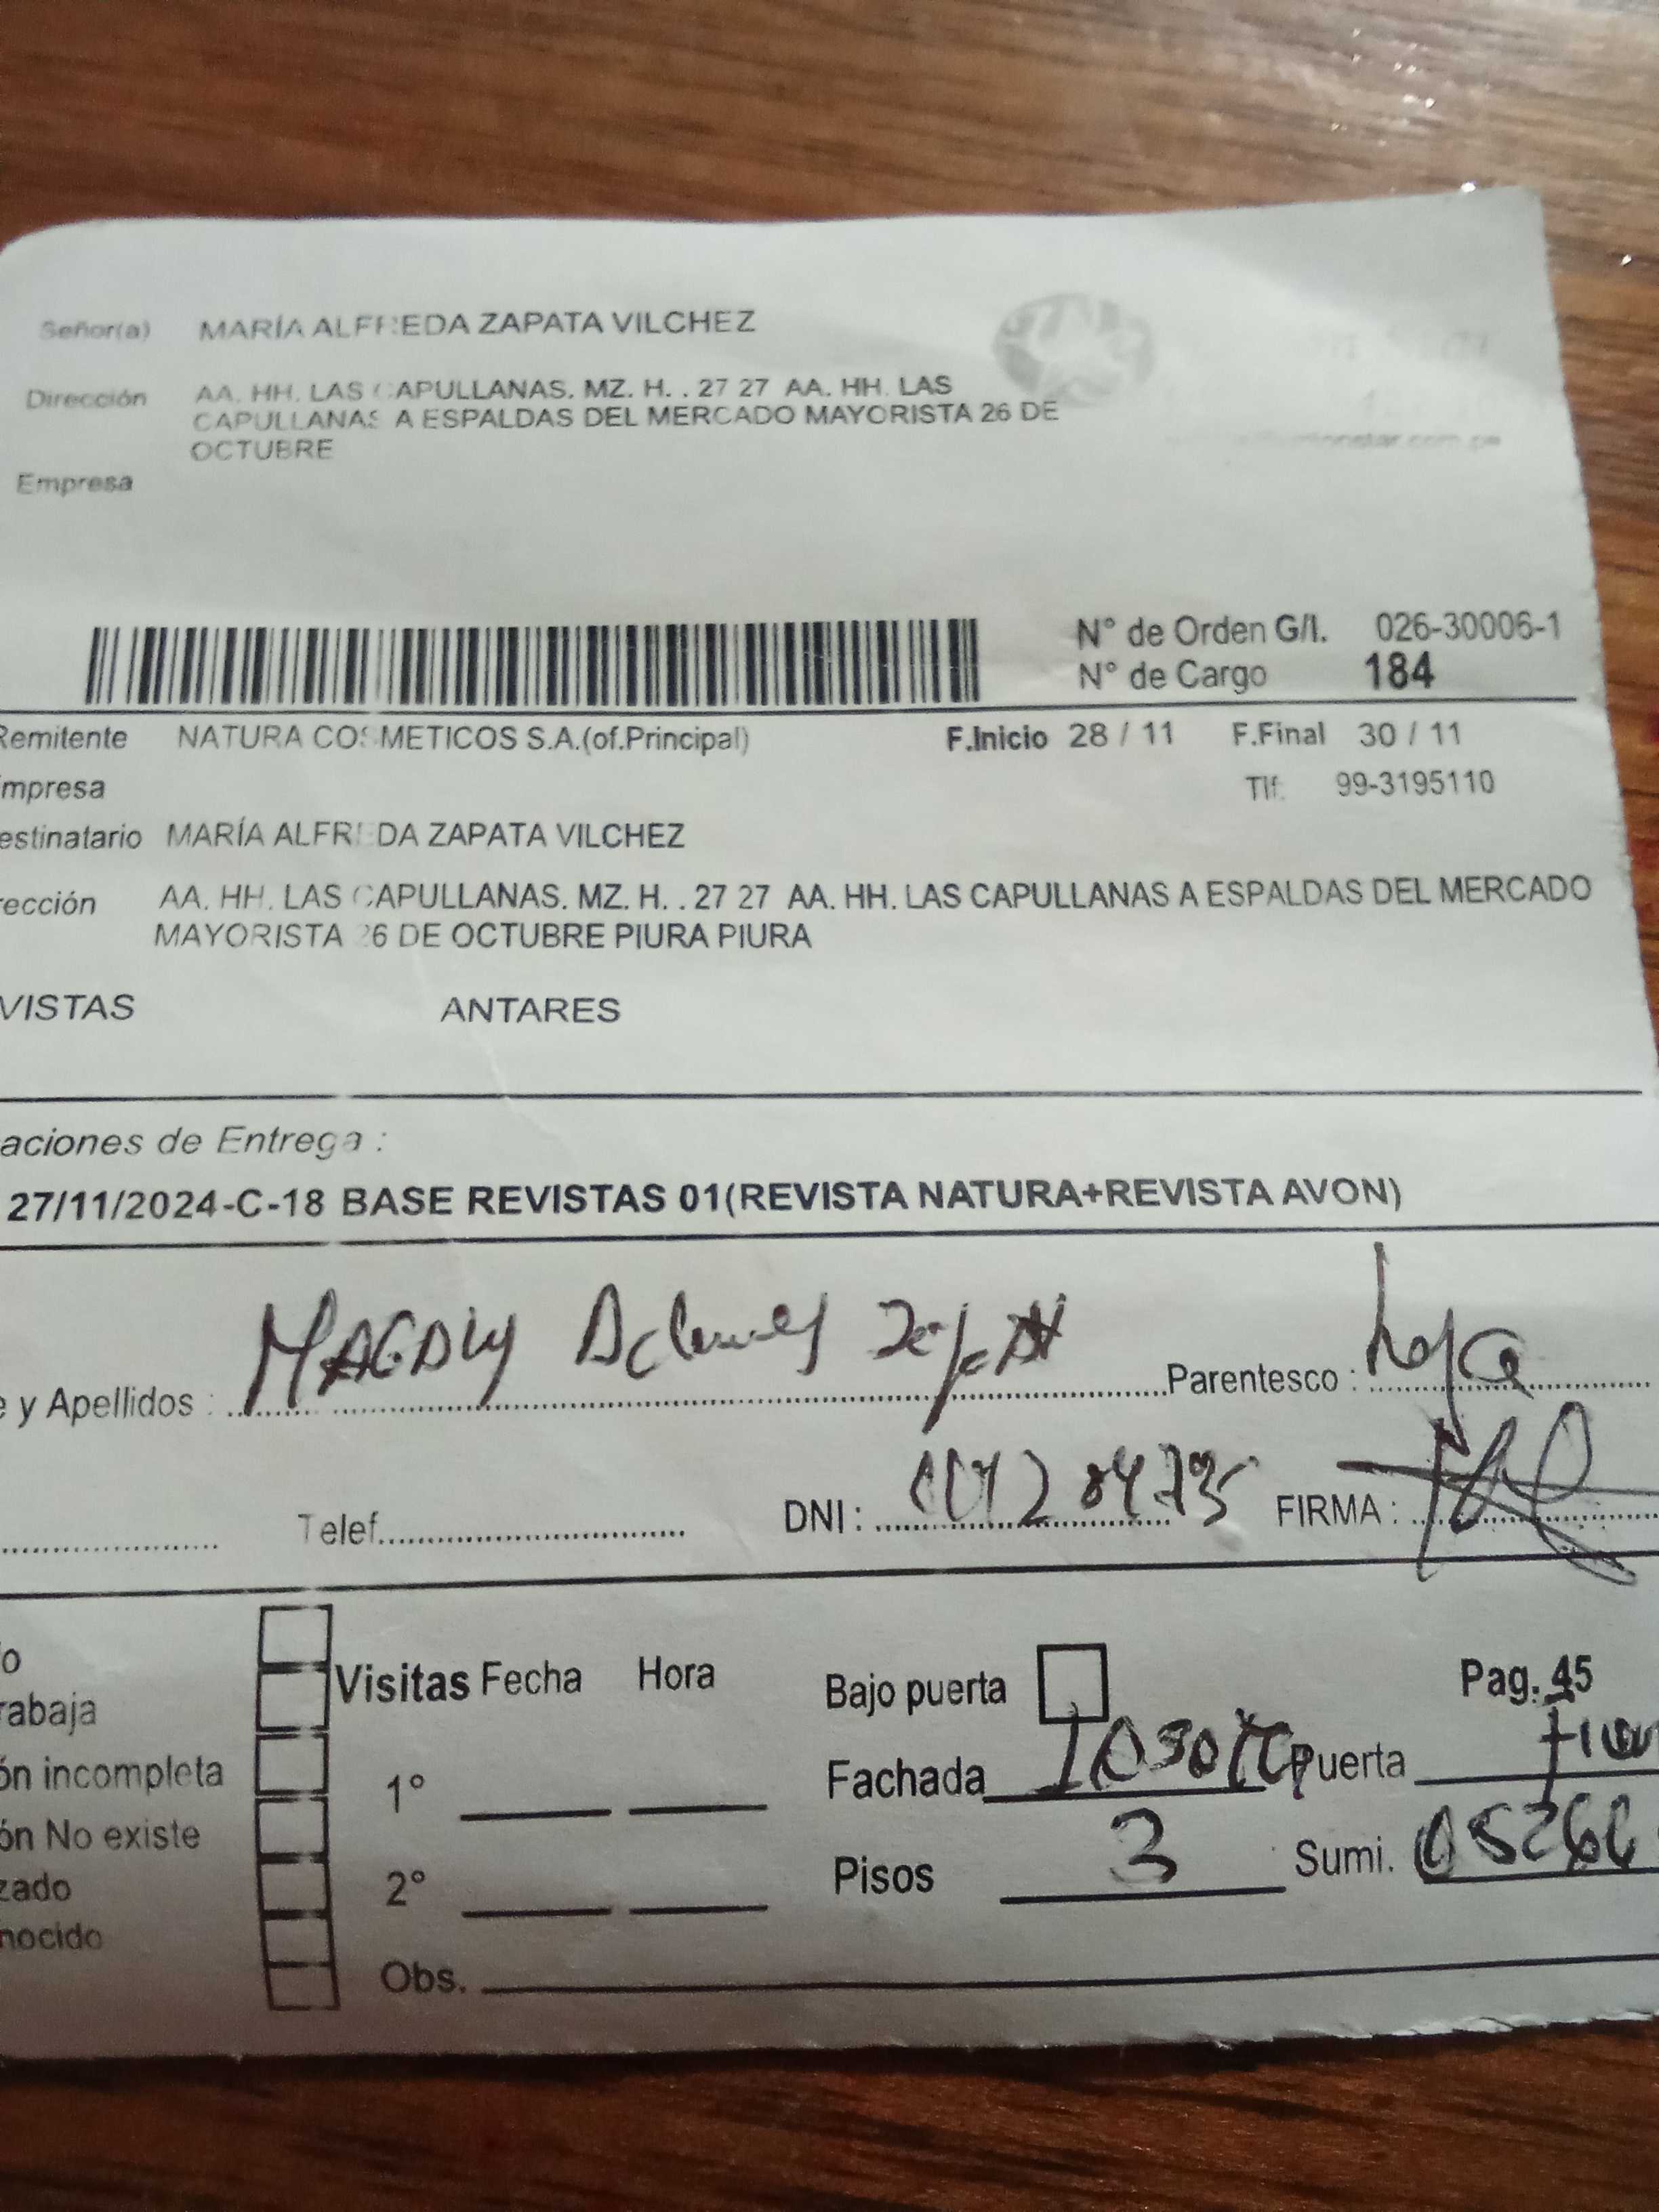 Señor(a) MARÍA ALFREDA ZAPATA VILCHEZ
Dirección AA. HH. LAS CAPULLANAS. MZ. H. . 27 27 AA. HH. LAS
CAPULLANAS A ESPALDAS DEL MERCADO MAYORISTA 26 DE
OCTUBRE
Empresa
N° de Orden G/I. 026-30006-1
N° de Cargo 184
Remitente NATURA COSMETICOS S.A.(of.Principal) F.Inicio 28 / 11 F.Final 30 / 11
mpresa Tlf: 99-3195110
estinatario MARÍA ALFREDA ZAPATA VILCHEZ
rección AA. HH. LAS CAPULLANAS. MZ. H. . 27 27 AA. HH. LAS CAPULLANAS A ESPALDAS DEL MERCADO
MAYORISTA 26 DE OCTUBRE PIURA PIURA
VISTAS ANTARES
aciones de Entrega :
27/11/2024-C-18 BASE REVISTAS 01(REVISTA NATURA+REVISTA AVON)
e y Apellidos : MAGALY Zapata Parentesco :
Telef. DNI : FIRMA :
o
Visitas Fecha Hora Bajo puerta Pag. 45
rabaja
ón incompleta 1° Fachada Puerta
ón No existe Pisos 3 Sumi.
zado 2°
nocido
Obs.